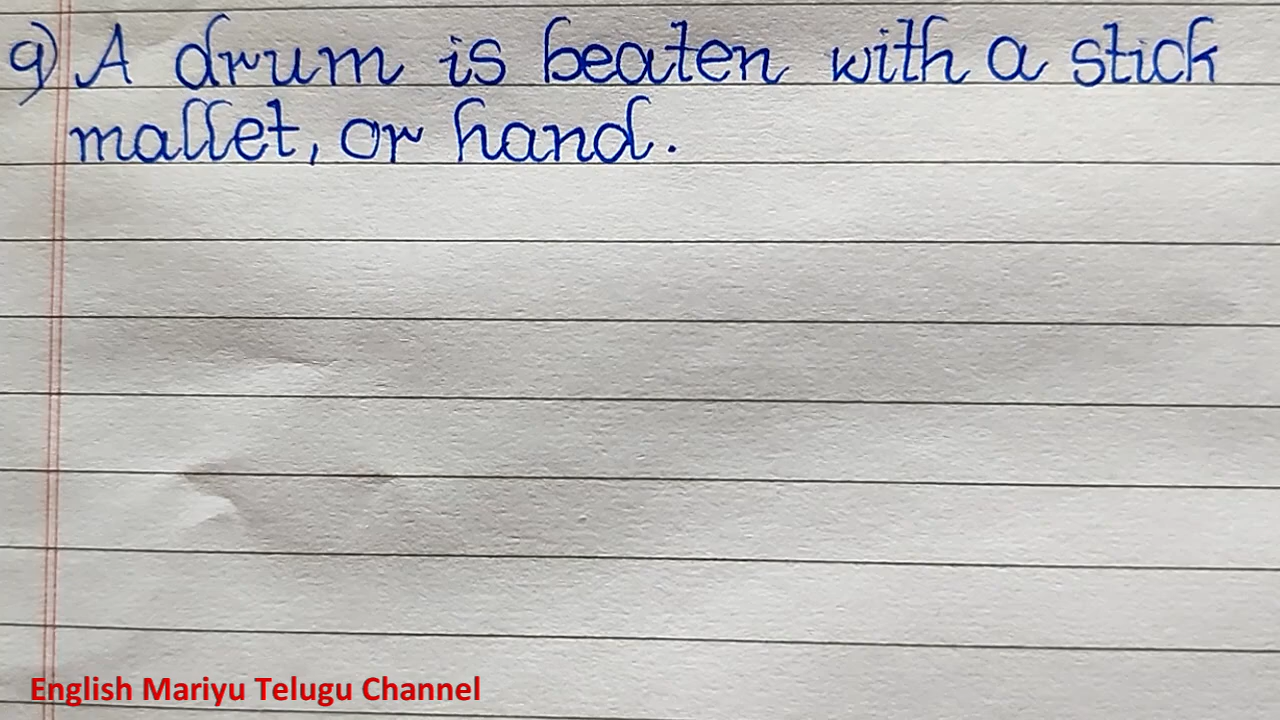 9) A drum is beaten with a stick
mallet, or hand.
English Mariyu Telugu Channel